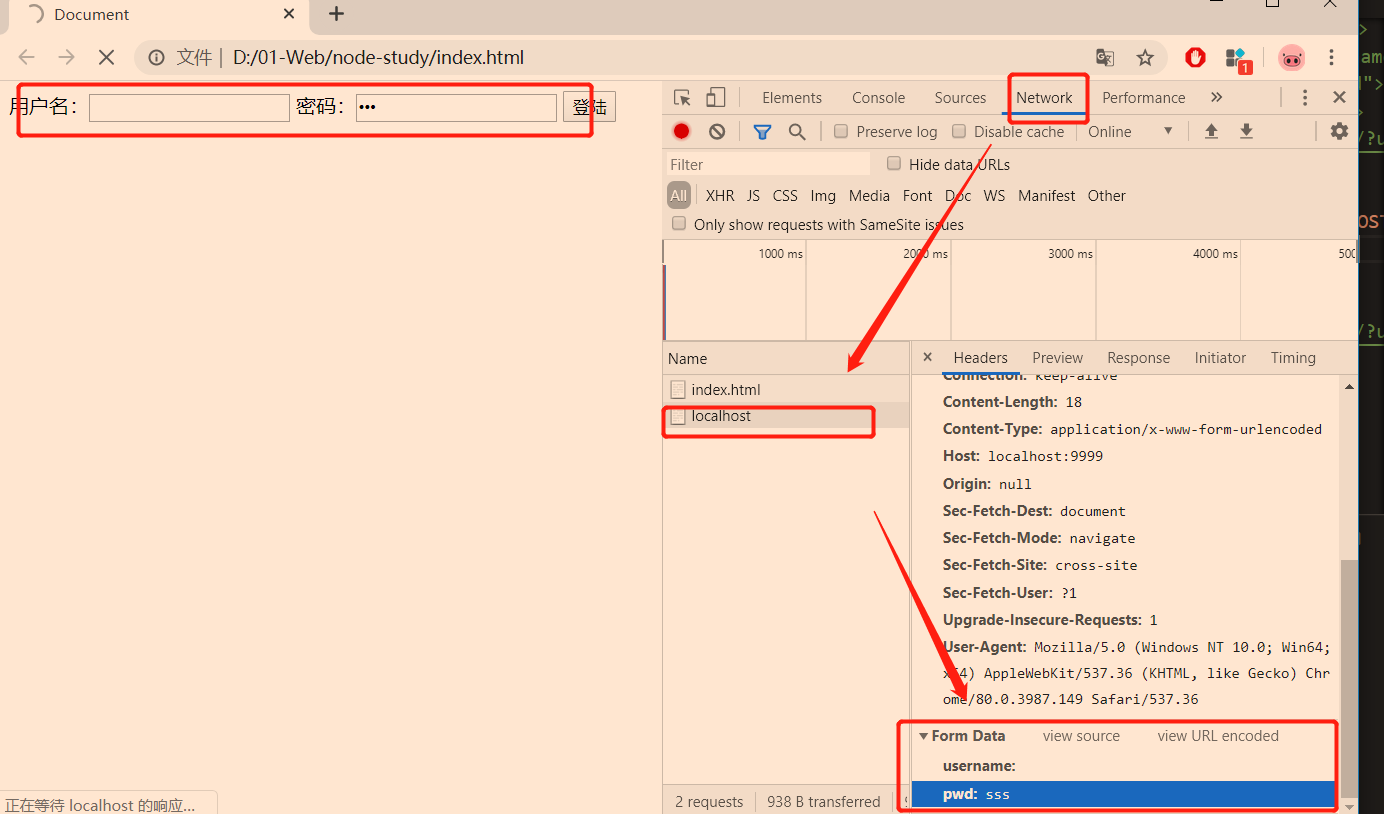 Document
文件 | D:/01-Web/node-study/index.html
1
用户名： 密码： ••• 登陆
Elements Console Sources Network Performance »
Preserve log Disable cache Online
Filter Hide data URLs
All XHR JS CSS Img Media Font Doc WS Manifest Other
Only show requests with SameSite issues
1000 ms 2000 ms 3000 ms 4000 ms 500
Name
index.html
localhost
Headers Preview Response Initiator Timing
Connection: keep-alive
Content-Length: 18
Content-Type: application/x-www-form-urlencoded
Host: localhost:9999
Origin: null
Sec-Fetch-Dest: document
Sec-Fetch-Mode: navigate
Sec-Fetch-Site: cross-site
Sec-Fetch-User: ?1
Upgrade-Insecure-Requests: 1
User-Agent: Mozilla/5.0 (Windows NT 10.0; Win64;
x64) AppleWebKit/537.36 (KHTML, like Gecko) Chr
ome/80.0.3987.149 Safari/537.36
Form Data view source view URL encoded
username:
pwd: sss
2 requests 938 B transferred
正在等待 localhost 的响应...